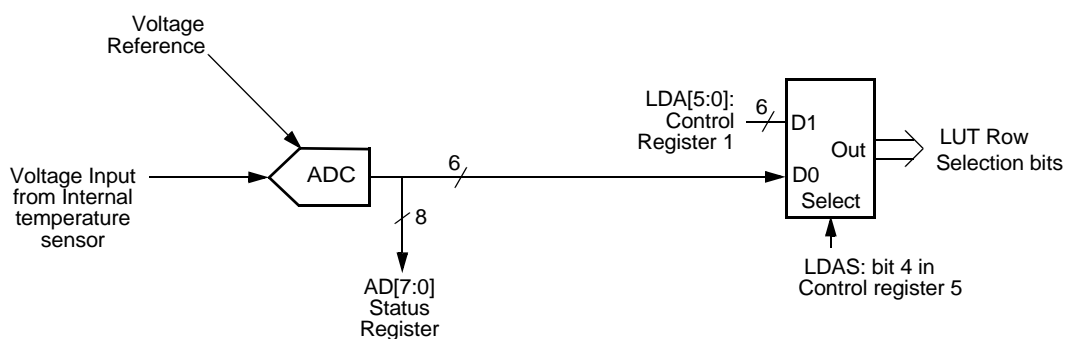 Voltage
Reference
Voltage Input
from Internal
temperature
sensor
ADC
6
8
AD[7:0]
Status
Register
LDA[5:0]:
Control
Register 1
6
D1
Out
D0
Select
LUT Row
Selection bits
LDAS: bit 4 in
Control register 5